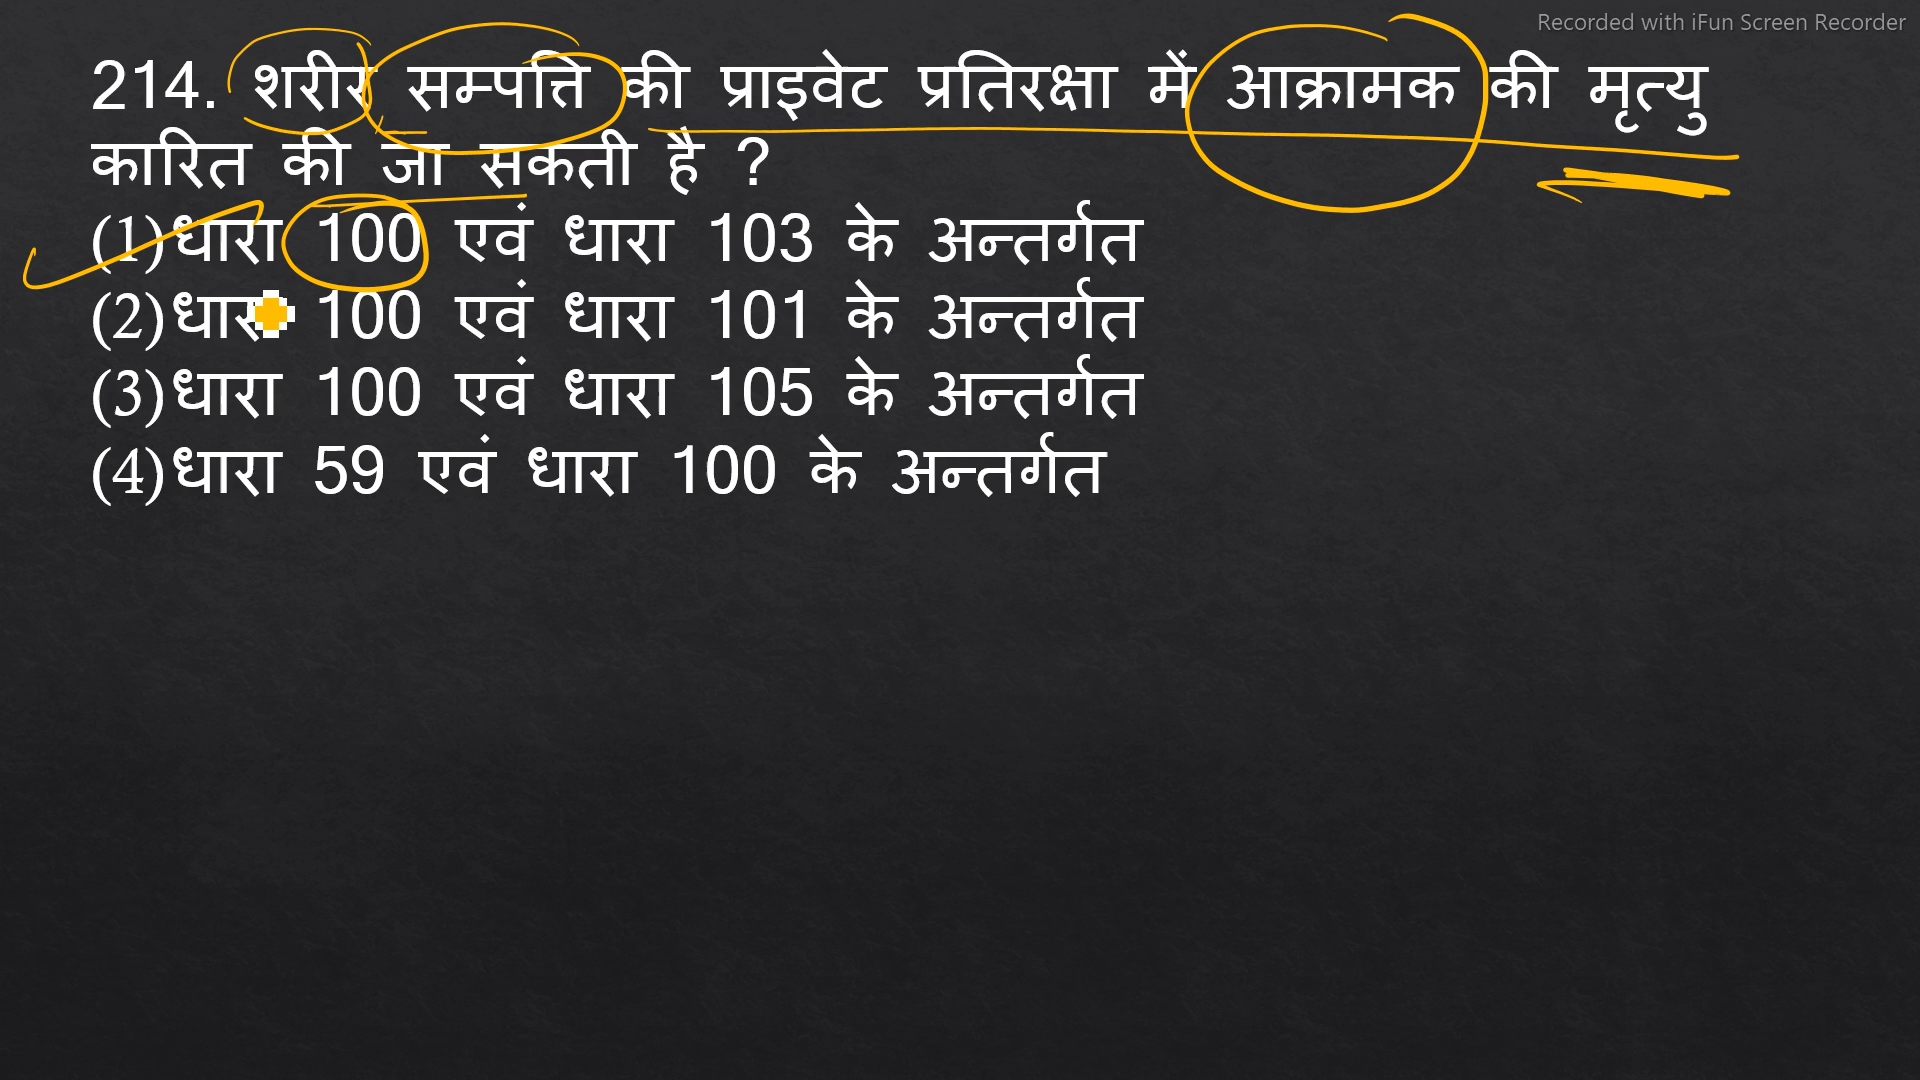 Recorded with iFun Screen Recorder
214. शरीर सम्पत्ति की प्राइवेट प्रतिरक्षा में आक्रामक की मृत्यु
कारित की जा सकती है ?
(1)धारा 100 एवं धारा 103 के अन्तर्गत
(2)धारा 100 एवं धारा 101 के अन्तर्गत
(3)धारा 100 एवं धारा 105 के अन्तर्गत
(4)धारा 59 एवं धारा 100 के अन्तर्गत